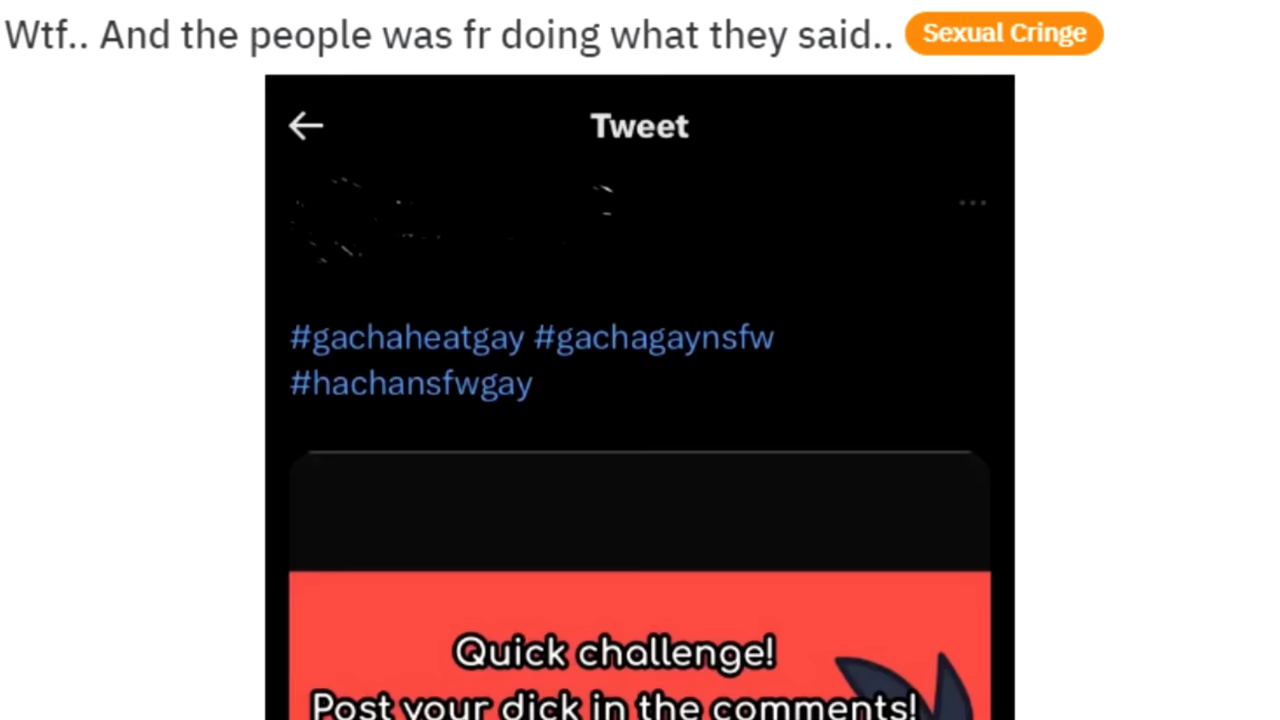 Wtf.. And the people was fr doing what they said.. Sexual Cringe
Tweet
#gachaheatgay #gachagaynsfw
#hachansfwgay
Quick challenge!
Post your dick in the comments!